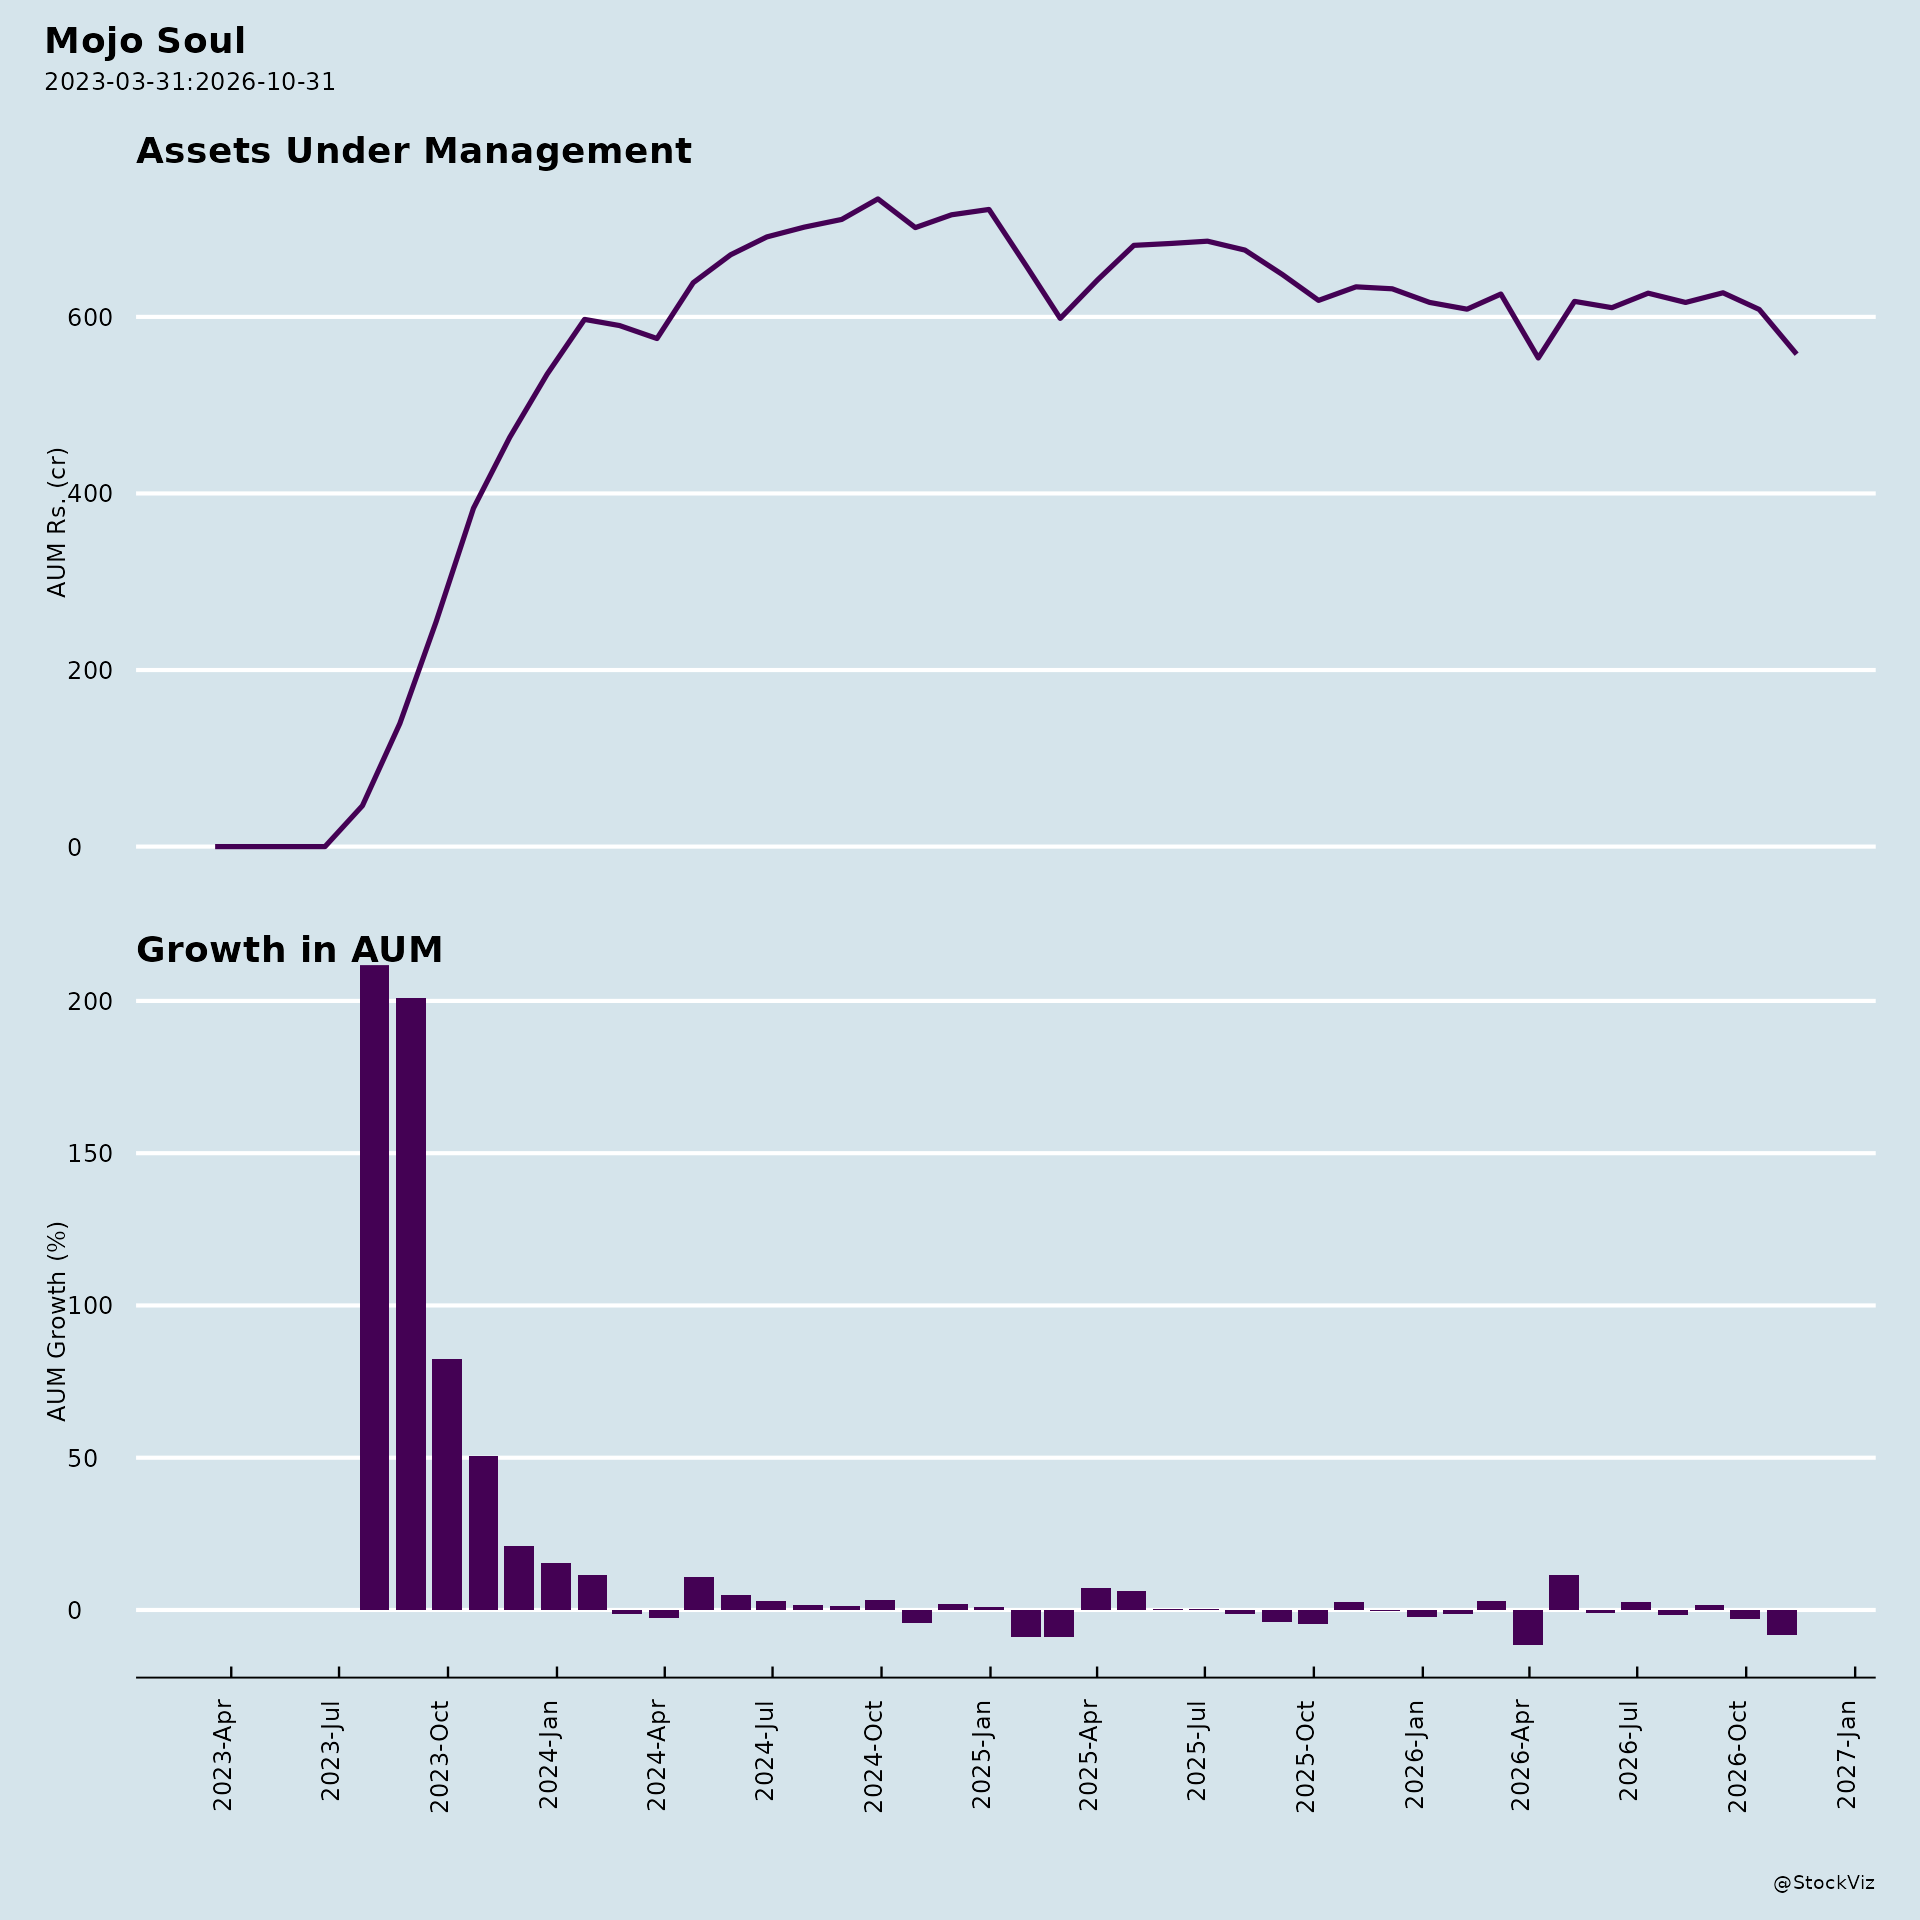 Mojo Soul
2023-03-31:2026-10-31
Assets Under Management
AUM Rs. (cr)
600
400
200
0
Growth in AUM
AUM Growth (%)
200
150
100
50
0
2023-Apr
2023-Jul
2023-Oct
2024-Jan
2024-Apr
2024-Jul
2024-Oct
2025-Jan
2025-Apr
2025-Jul
2025-Oct
2026-Jan
2026-Apr
2026-Jul
2026-Oct
2027-Jan
@StockViz